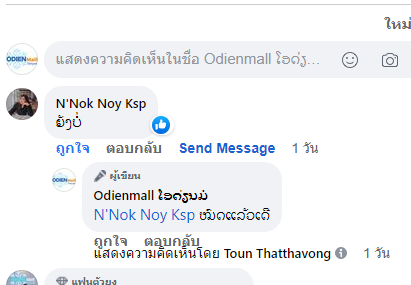 ใหม่
ODIENmall
แสดงความคิดเห็นในชื่อ Odienmall ໂອດ່ຽ...
N'Nok Noy Ksp
ຍັງບໍ່
ถูกใจ ตอบกลับ Send Message 1 วัน
ผู้เขียน
Odienmall ໂອດ່ຽນມໍ
N'Nok Noy Ksp ໝົດແລ້ວເດີ
ถูกใจ ตอบกลับ
แสดงความคิดเห็นโดย Toun Thatthavong 1 วัน
แฟนตัวยง